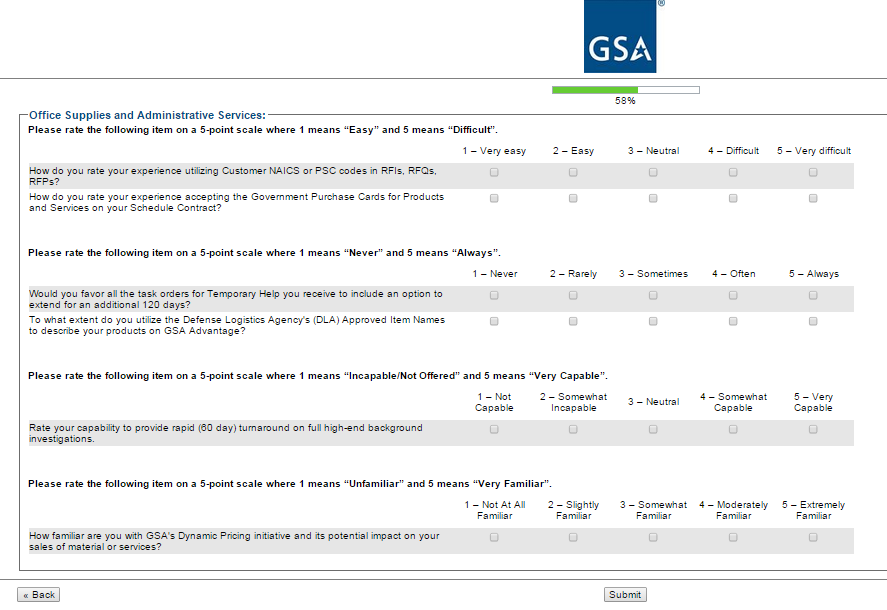 GSA
®
58%
Office Supplies and Administrative Services:
Please rate the following item on a 5-point scale where 1 means “Easy” and 5 means “Difficult”.
1 – Very easy 2 – Easy 3 – Neutral 4 – Difficult 5 – Very difficult
How do you rate your experience utilizing Customer NAICS or PSC codes in RFIs, RFQs,
RFPs?
How do you rate your experience accepting the Government Purchase Cards for Products
and Services on your Schedule Contract?
Please rate the following item on a 5-point scale where 1 means “Never” and 5 means “Always”.
1 – Never 2 – Rarely 3 – Sometimes 4 – Often 5 – Always
Would you favor all the task orders for Temporary Help you receive to include an option to
extend for an additional 120 days?
To what extent do you utilize the Defense Logistics Agency's (DLA) Approved Item Names
to describe your products on GSA Advantage?
Please rate the following item on a 5-point scale where 1 means “Incapable/Not Offered” and 5 means “Very Capable”.
1 – Not 2 – Somewhat 3 – Neutral 4 – Somewhat 5 – Very
Capable Incapable Capable Capable
Rate your capability to provide rapid (60 day) turnaround on full high-end background
investigations.
Please rate the following item on a 5-point scale where 1 means “Unfamiliar” and 5 means “Very Familiar”.
1 – Not At All 2 – Slightly 3 – Somewhat 4 – Moderately 5 – Extremely
Familiar Familiar Familiar Familiar Familiar
How familiar are you with GSA's Dynamic Pricing initiative and its potential impact on your
sales of material or services?
« Back Submit